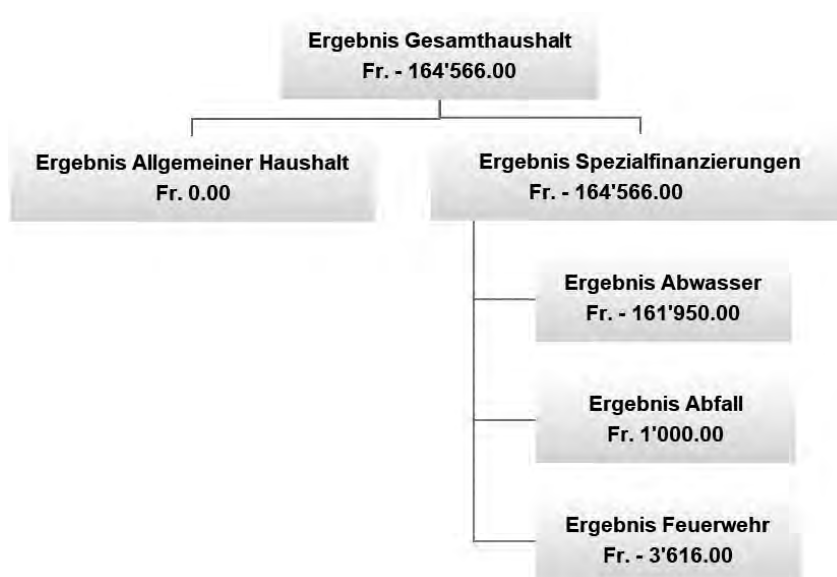 Ergebnis Gesamthaushalt
Fr. - 164'566.00
Ergebnis Allgemeiner Haushalt
Fr. 0.00
Ergebnis Spezialfinanzierungen
Fr. - 164'566.00
Ergebnis Abwasser
Fr. - 161'950.00
Ergebnis Abfall
Fr. 1'000.00
Ergebnis Feuerwehr
Fr. - 3'616.00